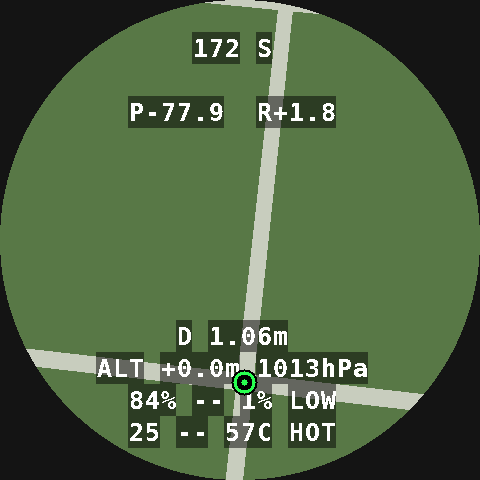 172 S
P-77.9 R+1.8
D 1.06m
ALT +0.0m 1013hPa
84% -- 1% LOW
25 -- 57C HOT